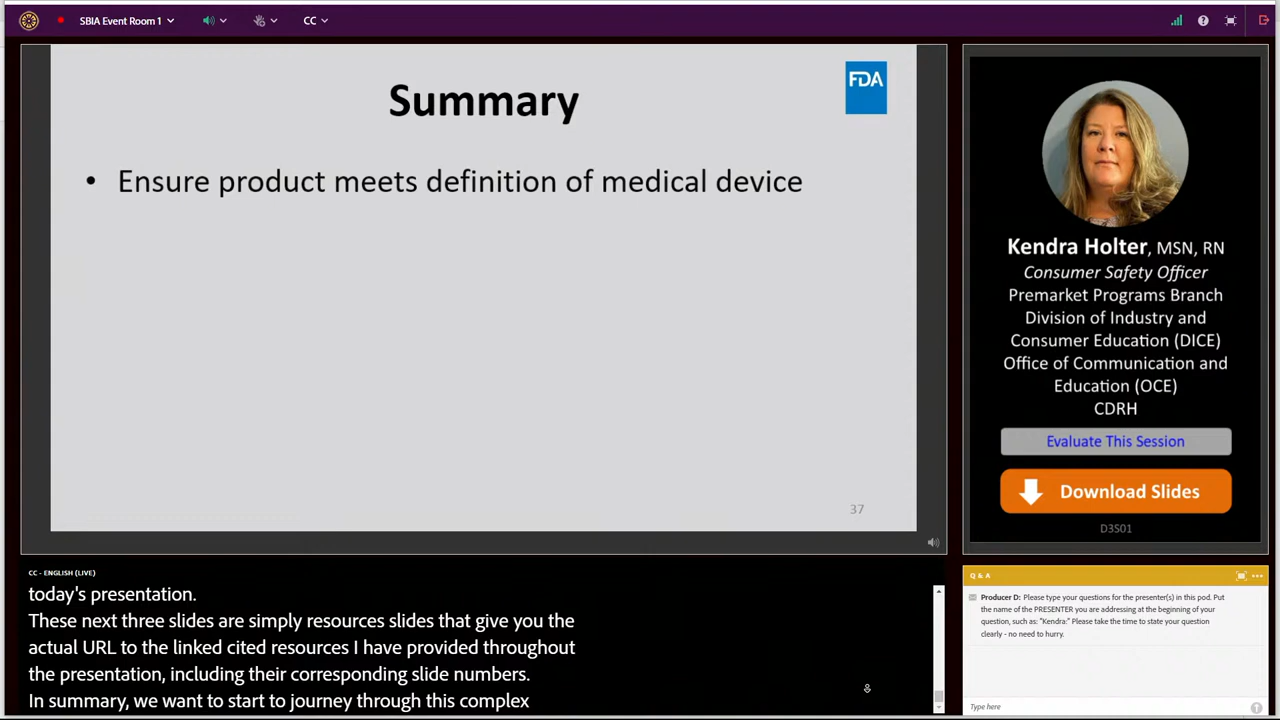 SBIA Event Room 1
CC
Summary
FDA
• Ensure product meets definition of medical device
37
Kendra Holter, MSN, RN
Consumer Safety Officer
Premarket Programs Branch
Division of Industry and
Consumer Education (DICE)
Office of Communication and
Education (OCE)
CDRH
Evaluate This Session
Download Slides
D3S01
CC - ENGLISH (LIVE)
today's presentation.
These next three slides are simply resources slides that give you the
actual URL to the linked cited resources I have provided throughout
the presentation, including their corresponding slide numbers.
In summary, we want to start to journey through this complex
Q & A
Producer D: Please type your questions for the presenter(s) in this pod. Put
the name of the PRESENTER you are addressing at the beginning of your
question, such as: "Kendra:" Please take the time to state your question
clearly - no need to hurry.
Type here